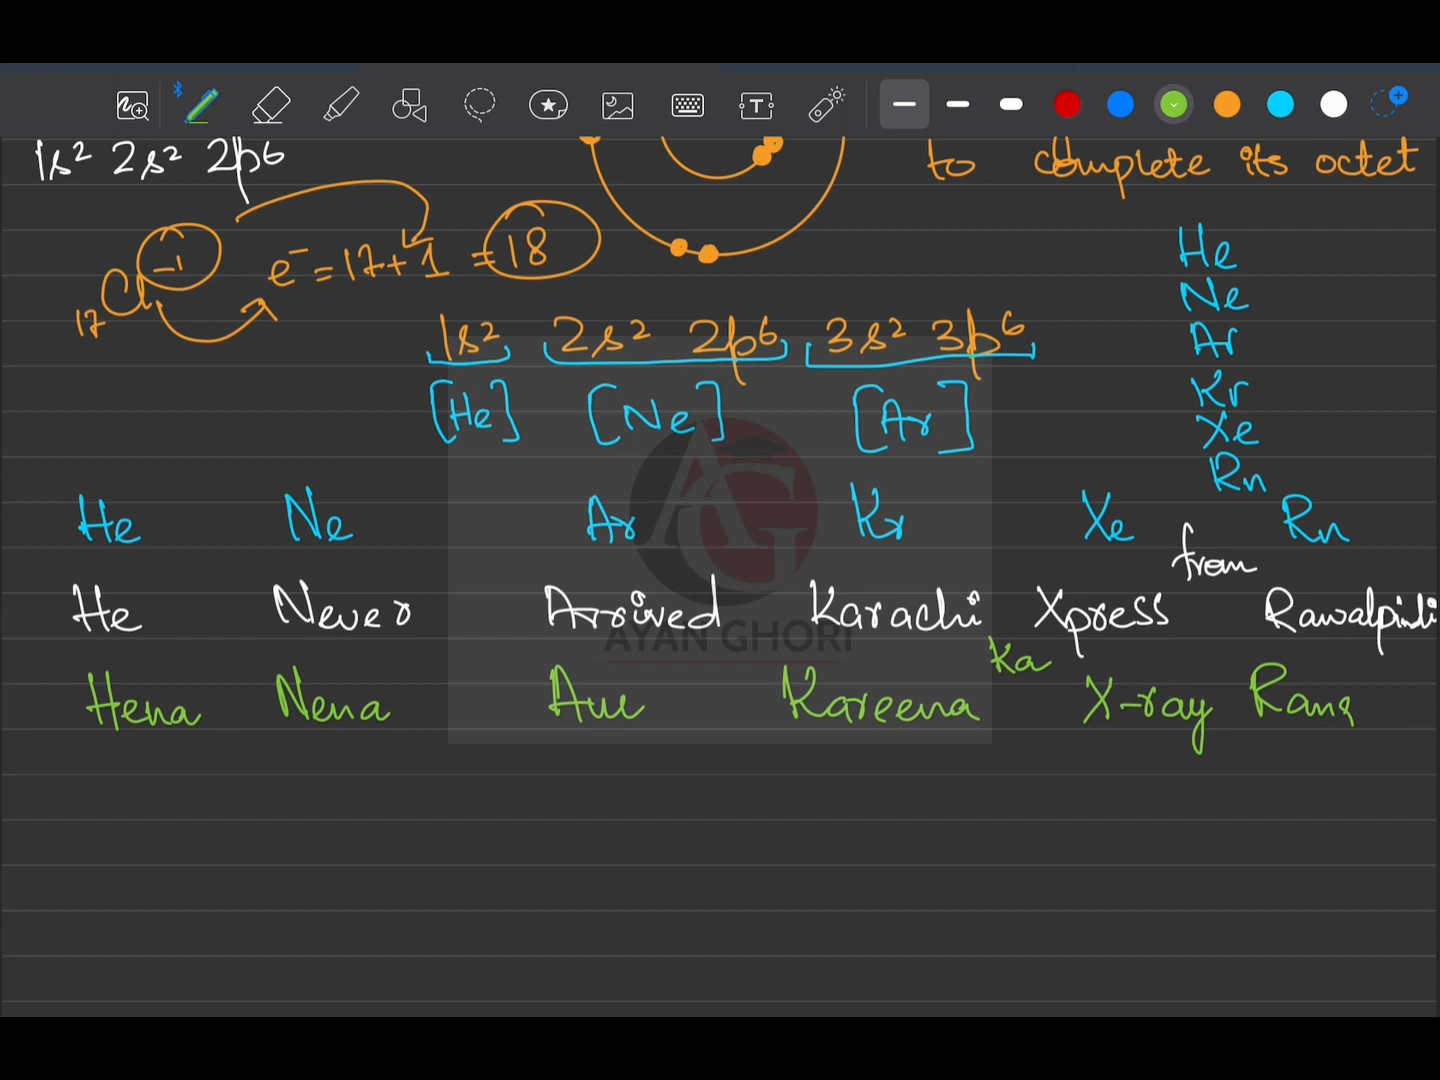 1s² 2s² 2p⁶
to complete its octet
₁₇Cl⁻¹ e⁻ = 17+1 = 18
1s² 2s² 2p⁶ 3s² 3p⁶
[He] [Ne] [Ar]
He
Ne
Ar
Kr
Xe
Rn
He Ne Ar Kr Xe Rn
from
He Never Arrived Karachi Xpress Rawalpindi
AYAN GHORI
Ka
Hena Nena Kareena X-ray